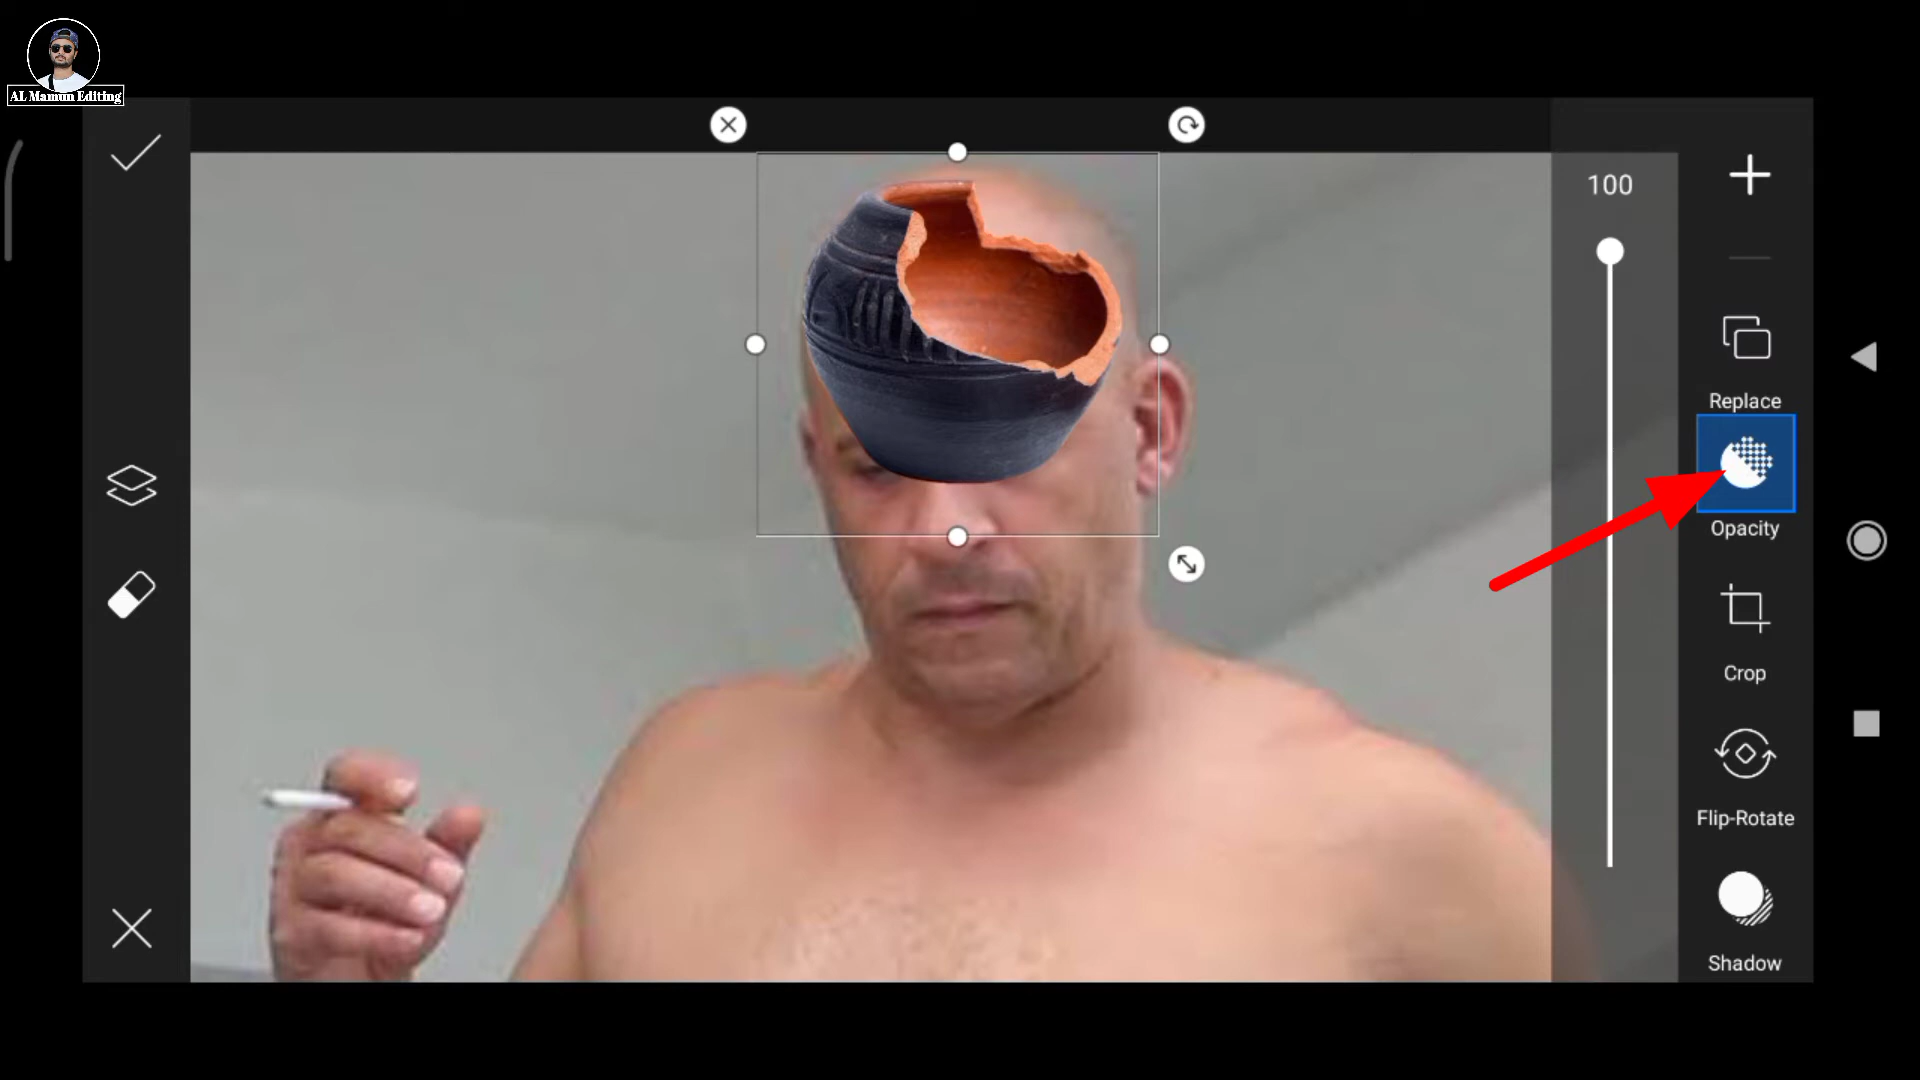 AL Mamun Editing
100
Replace
Opacity
Crop
Flip-Rotate
Shadow